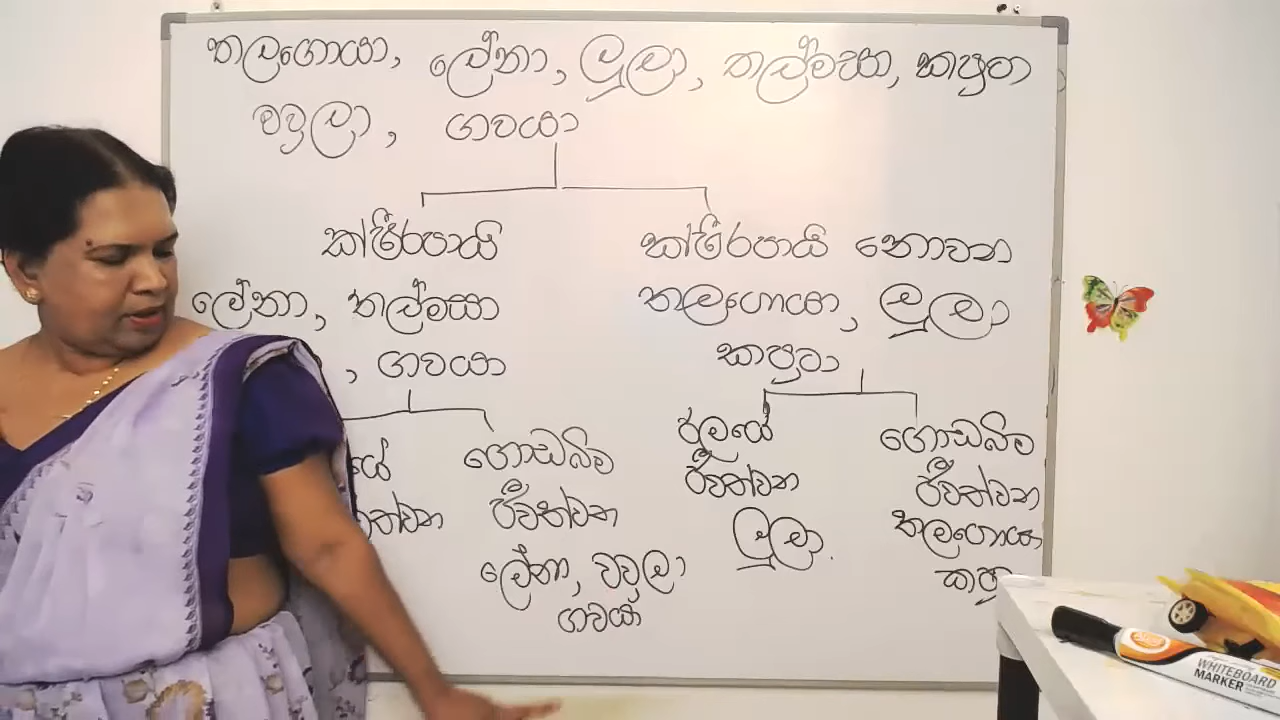 තලගොයා, ලේනා, මූලා, තල්මසා, කපුටා
වවුලා, ගවයා
ක්ෂීරපායි
ක්ෂීරපායි නොවන
ලේනා, තල්මසා
, ගවයා
තලගොයා, මූලා
කපුටා
ජලයේ
ජීවත්වන
මූලා.
ගොඩබිම
ජීවත්වන
ලේනා, වවුලා
ගවයා
ගොඩබිම
ජීවත්වන
තලගොයා
WHITEBOARD
MARKER